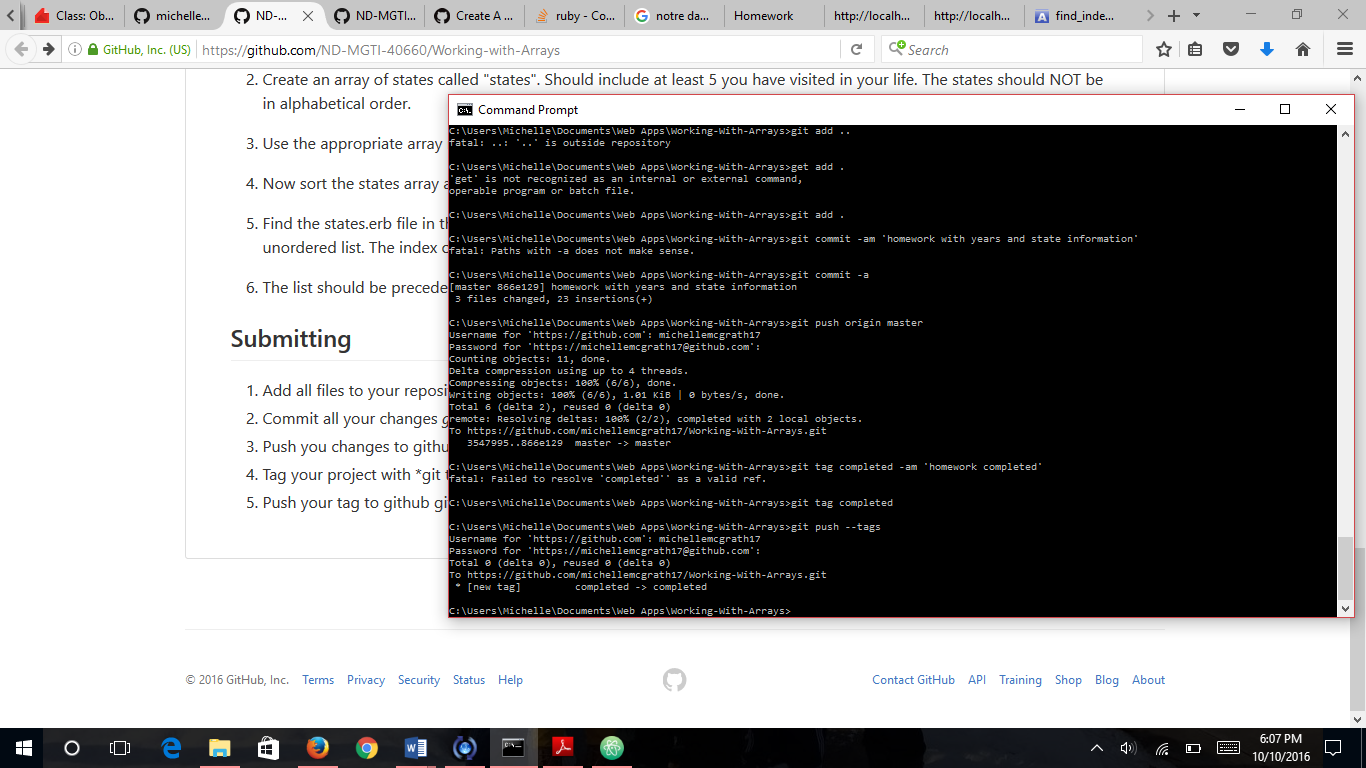 Class: Ob...
michelle...
ND-...
ND-MGTI...
Create A ...
ruby - Co...
notre da...
Homework
http://localh...
http://localh...
find_inde...
GitHub, Inc. (US)
https://github.com/ND-MGTI-40660/Working-with-Arrays
Search
2. Create an array of states called "states". Should include at least 5 you have visited in your life. The states should NOT be
in alphabetical order.
3. Use the appropriate array
4. Now sort the states array
5. Find the states.erb file in
unordered list. The index
6. The list should be precede
Submitting
1. Add all files to your reposi
2. Commit all your changes
3. Push you changes to githu
4. Tag your project with *git
5. Push your tag to github gi
Command Prompt
C:\Users\Michelle\Documents\Web Apps\Working-With-Arrays>git add ..
fatal: ..: '..' is outside repository
C:\Users\Michelle\Documents\Web Apps\Working-With-Arrays>get add .
'get' is not recognized as an internal or external command,
operable program or batch file.
C:\Users\Michelle\Documents\Web Apps\Working-With-Arrays>git add .
C:\Users\Michelle\Documents\Web Apps\Working-With-Arrays>git commit -am 'homework with years and state information'
fatal: Paths with -a does not make sense.
C:\Users\Michelle\Documents\Web Apps\Working-With-Arrays>git commit -a
[master 866e129] homework with years and state information
3 files changed, 23 insertions(+)
C:\Users\Michelle\Documents\Web Apps\Working-With-Arrays>git push origin master
Username for 'https://github.com': michellemcgrath17
Password for 'https://michellemcgrath17@github.com':
Counting objects: 11, done.
Delta compression using up to 4 threads.
Compressing objects: 100% (6/6), done.
Writing objects: 100% (6/6), 1.01 KiB | 0 bytes/s, done.
Total 6 (delta 2), reused 0 (delta 0)
remote: Resolving deltas: 100% (2/2), completed with 2 local objects.
To https://github.com/michellemcgrath17/Working-With-Arrays.git
3547995..866e129 master -> master
C:\Users\Michelle\Documents\Web Apps\Working-With-Arrays>git tag completed -am 'homework completed'
fatal: Failed to resolve 'completed'' as a valid ref.
C:\Users\Michelle\Documents\Web Apps\Working-With-Arrays>git tag completed
C:\Users\Michelle\Documents\Web Apps\Working-With-Arrays>git push --tags
Username for 'https://github.com': michellemcgrath17
Password for 'https://michellemcgrath17@github.com':
Total 0 (delta 0), reused 0 (delta 0)
To https://github.com/michellemcgrath17/Working-With-Arrays.git
* [new tag] completed -> completed
C:\Users\Michelle\Documents\Web Apps\Working-With-Arrays>
© 2016 GitHub, Inc. Terms Privacy Security Status Help
Contact GitHub API Training Shop Blog About
6:07 PM
10/10/2016